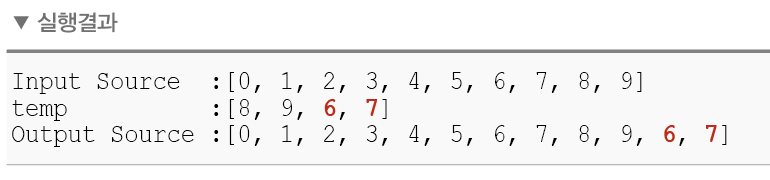 ▼ 실행결과
Input Source  :[0, 1, 2, 3, 4, 5, 6, 7, 8, 9]
temp          :[8, 9, 6, 7]
Output Source :[0, 1, 2, 3, 4, 5, 6, 7, 8, 9, 6, 7]